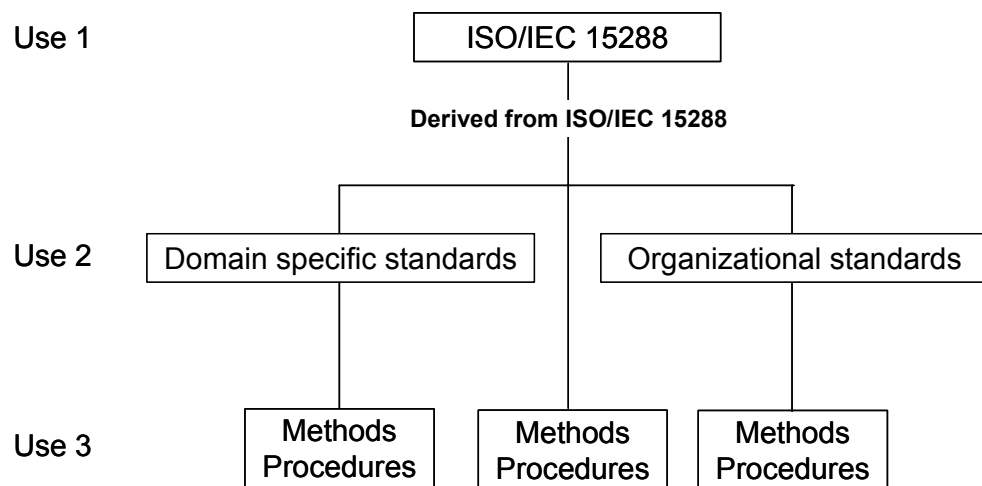 Use 1
ISO/IEC 15288
Derived from ISO/IEC 15288
Use 2
Domain specific standards
Organizational standards
Use 3
Methods
Procedures
Methods
Procedures
Methods
Procedures